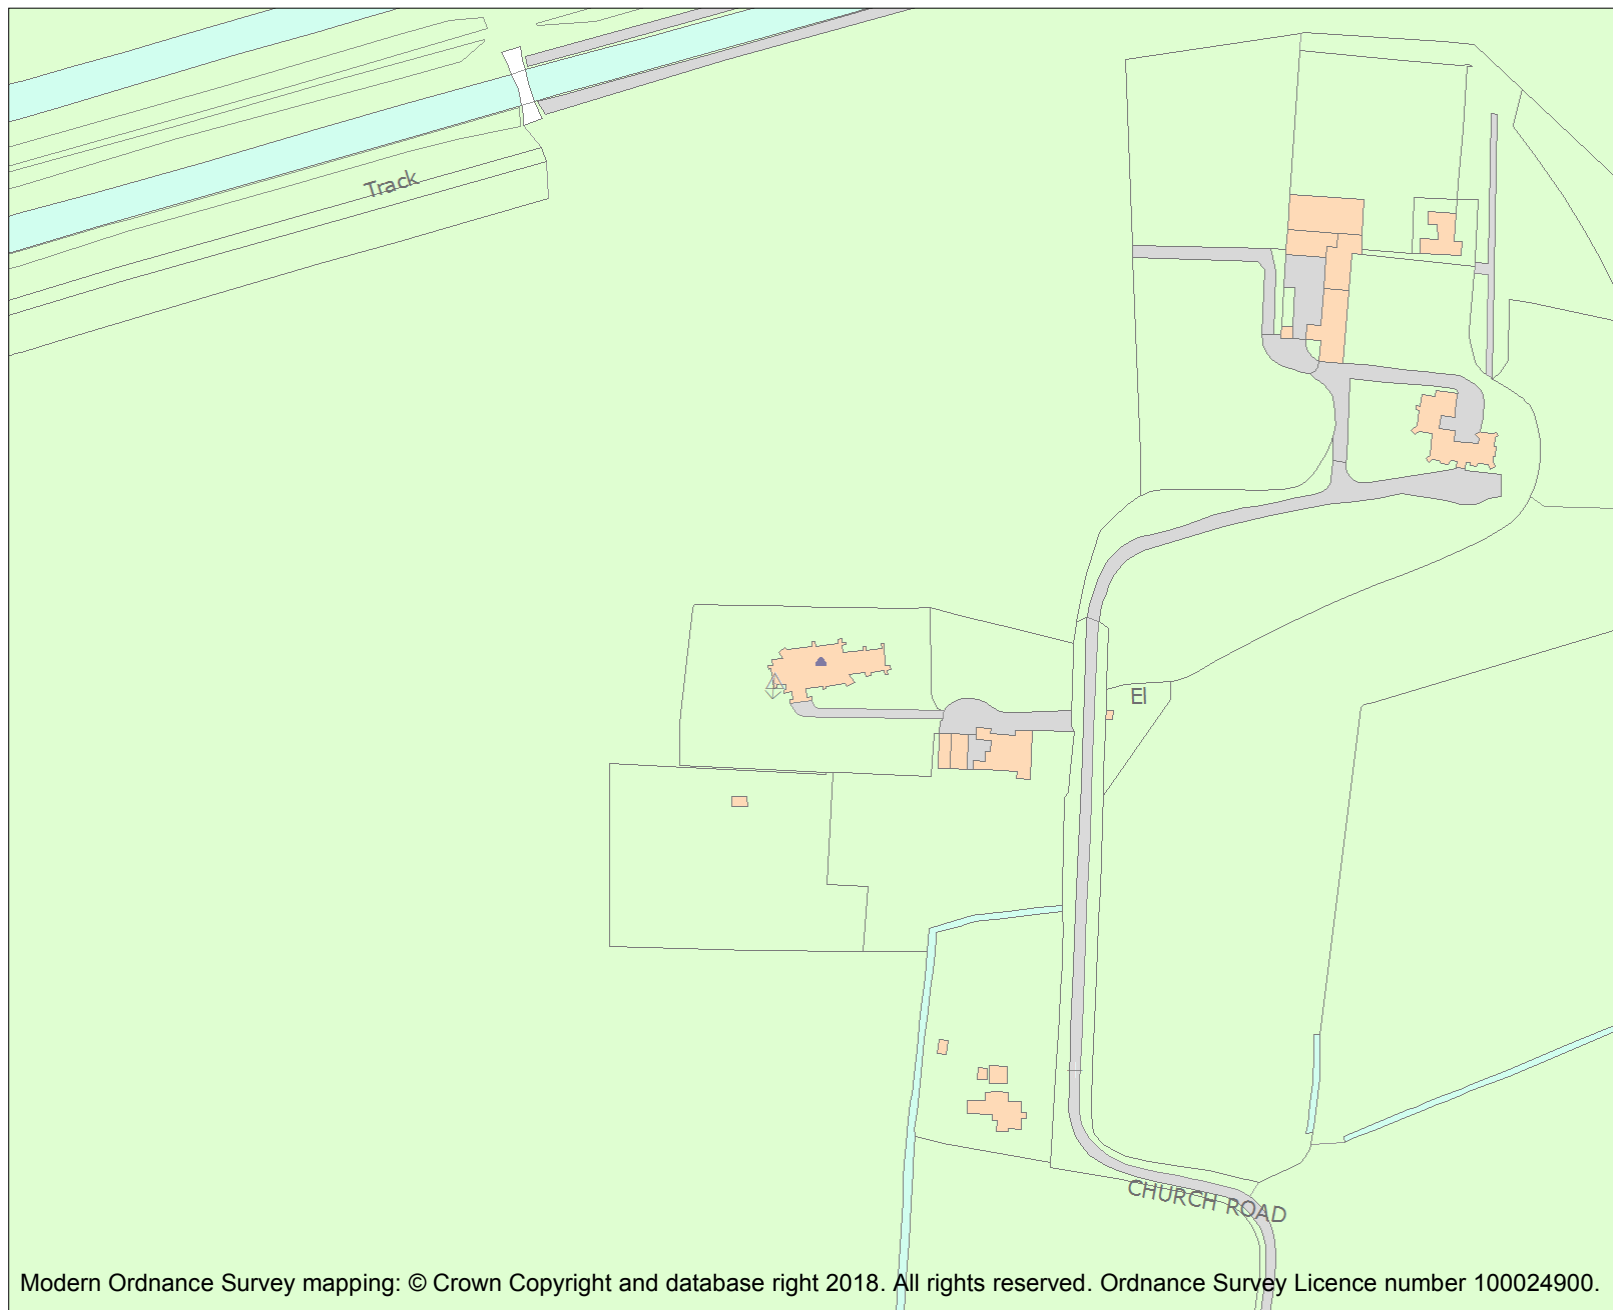 Track
El
CHURCH ROAD
Modern Ordnance Survey mapping: © Crown Copyright and database right 2018. All rights reserved. Ordnance Survey Licence number 100024900.